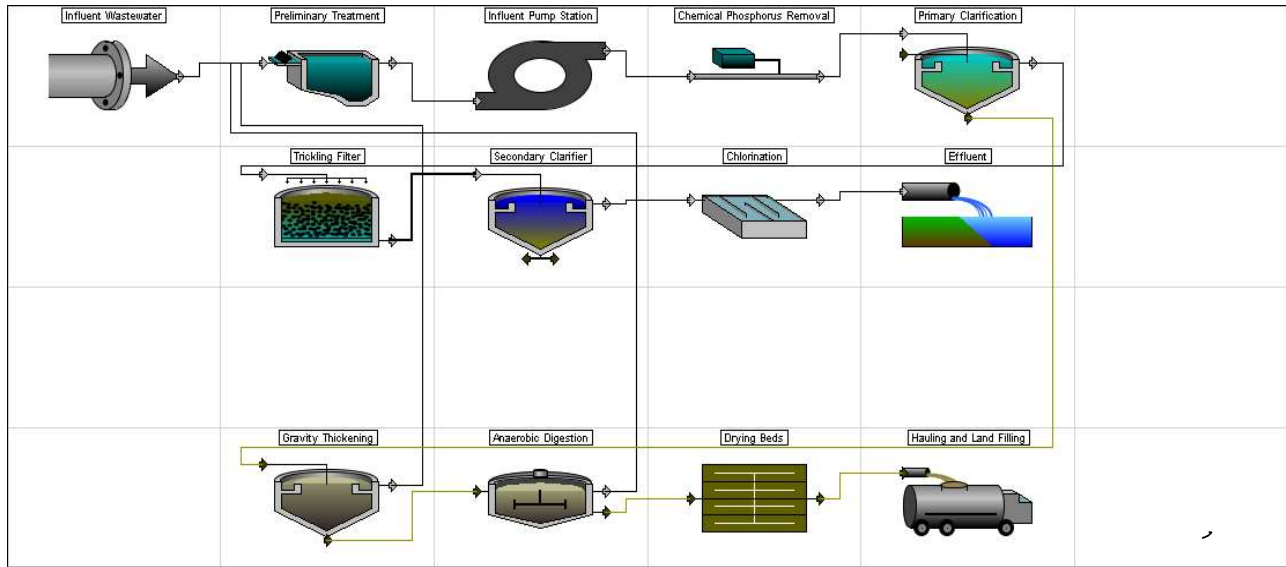 Influent Wastewater
Preliminary Treatment
Influent Pump Station
Chemical Phosphorus Removal
Primary Clarification
Trickling Filter
Secondary Clarifier
Chlorination
Effluent
Gravity Thickening
Anaerobic Digestion
Drying Beds
Hauling and Land Filling